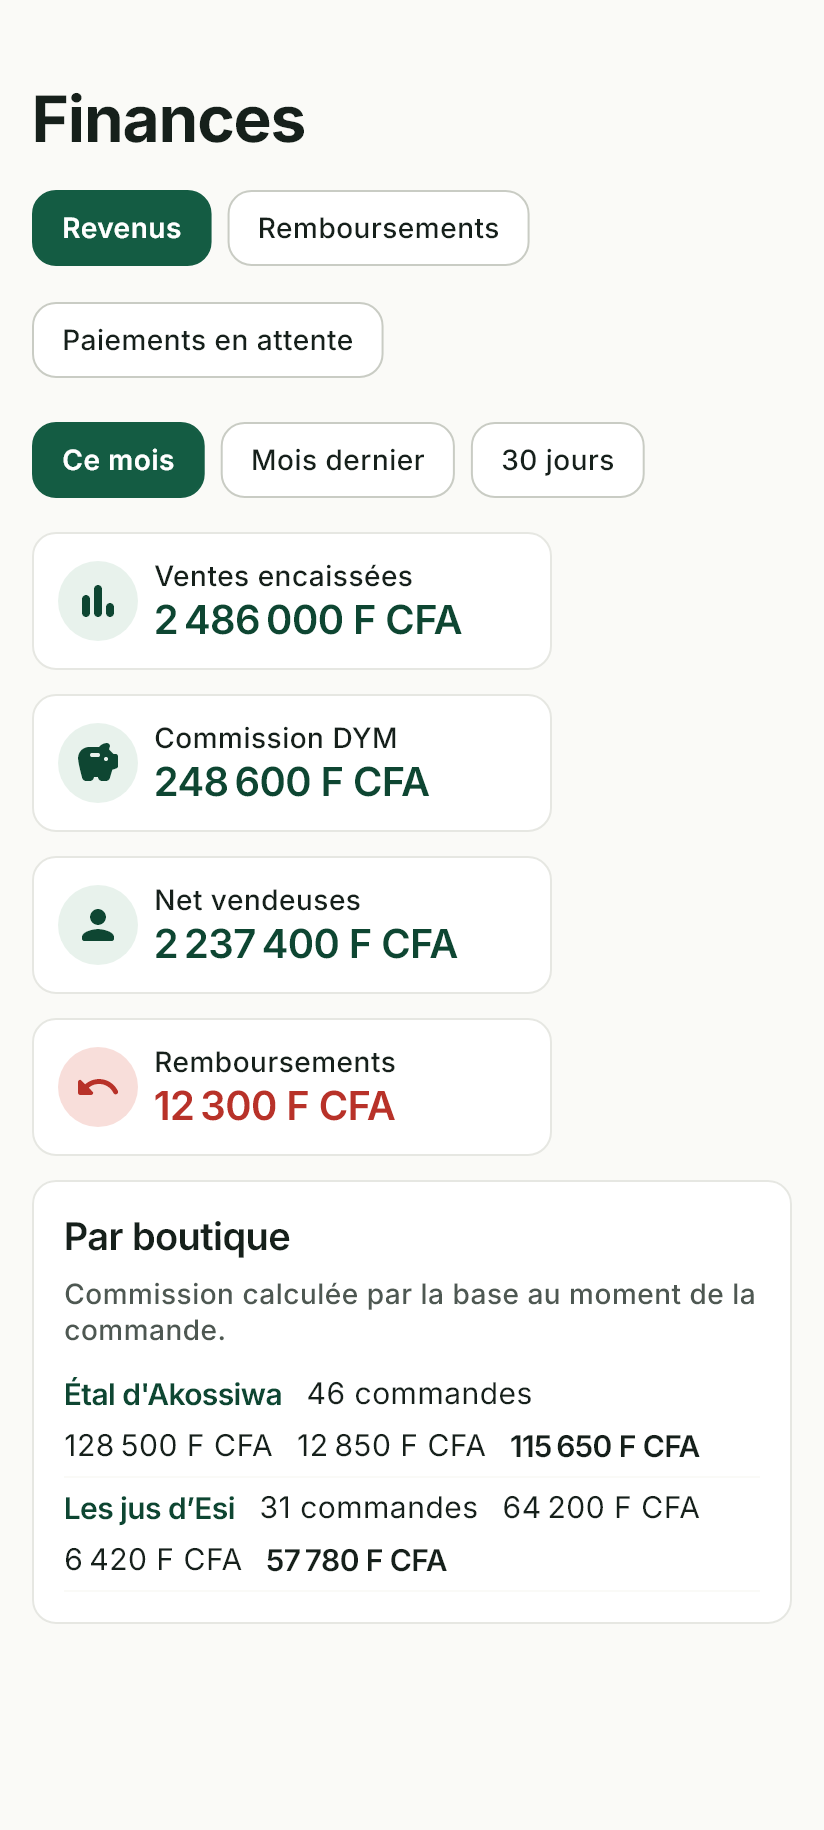 Finances
Revenus Remboursements
Paiements en attente
Ce mois Mois dernier 30 jours
Ventes encaissées
2 486 000 F CFA
Commission DYM
248 600 F CFA
Net vendeuses
2 237 400 F CFA
Remboursements
12 300 F CFA
Par boutique
Commission calculée par la base au moment de la
commande.
Étal d'Akossiwa 46 commandes
128 500 F CFA 12 850 F CFA 115 650 F CFA
Les jus d’Esi 31 commandes 64 200 F CFA
6 420 F CFA 57 780 F CFA